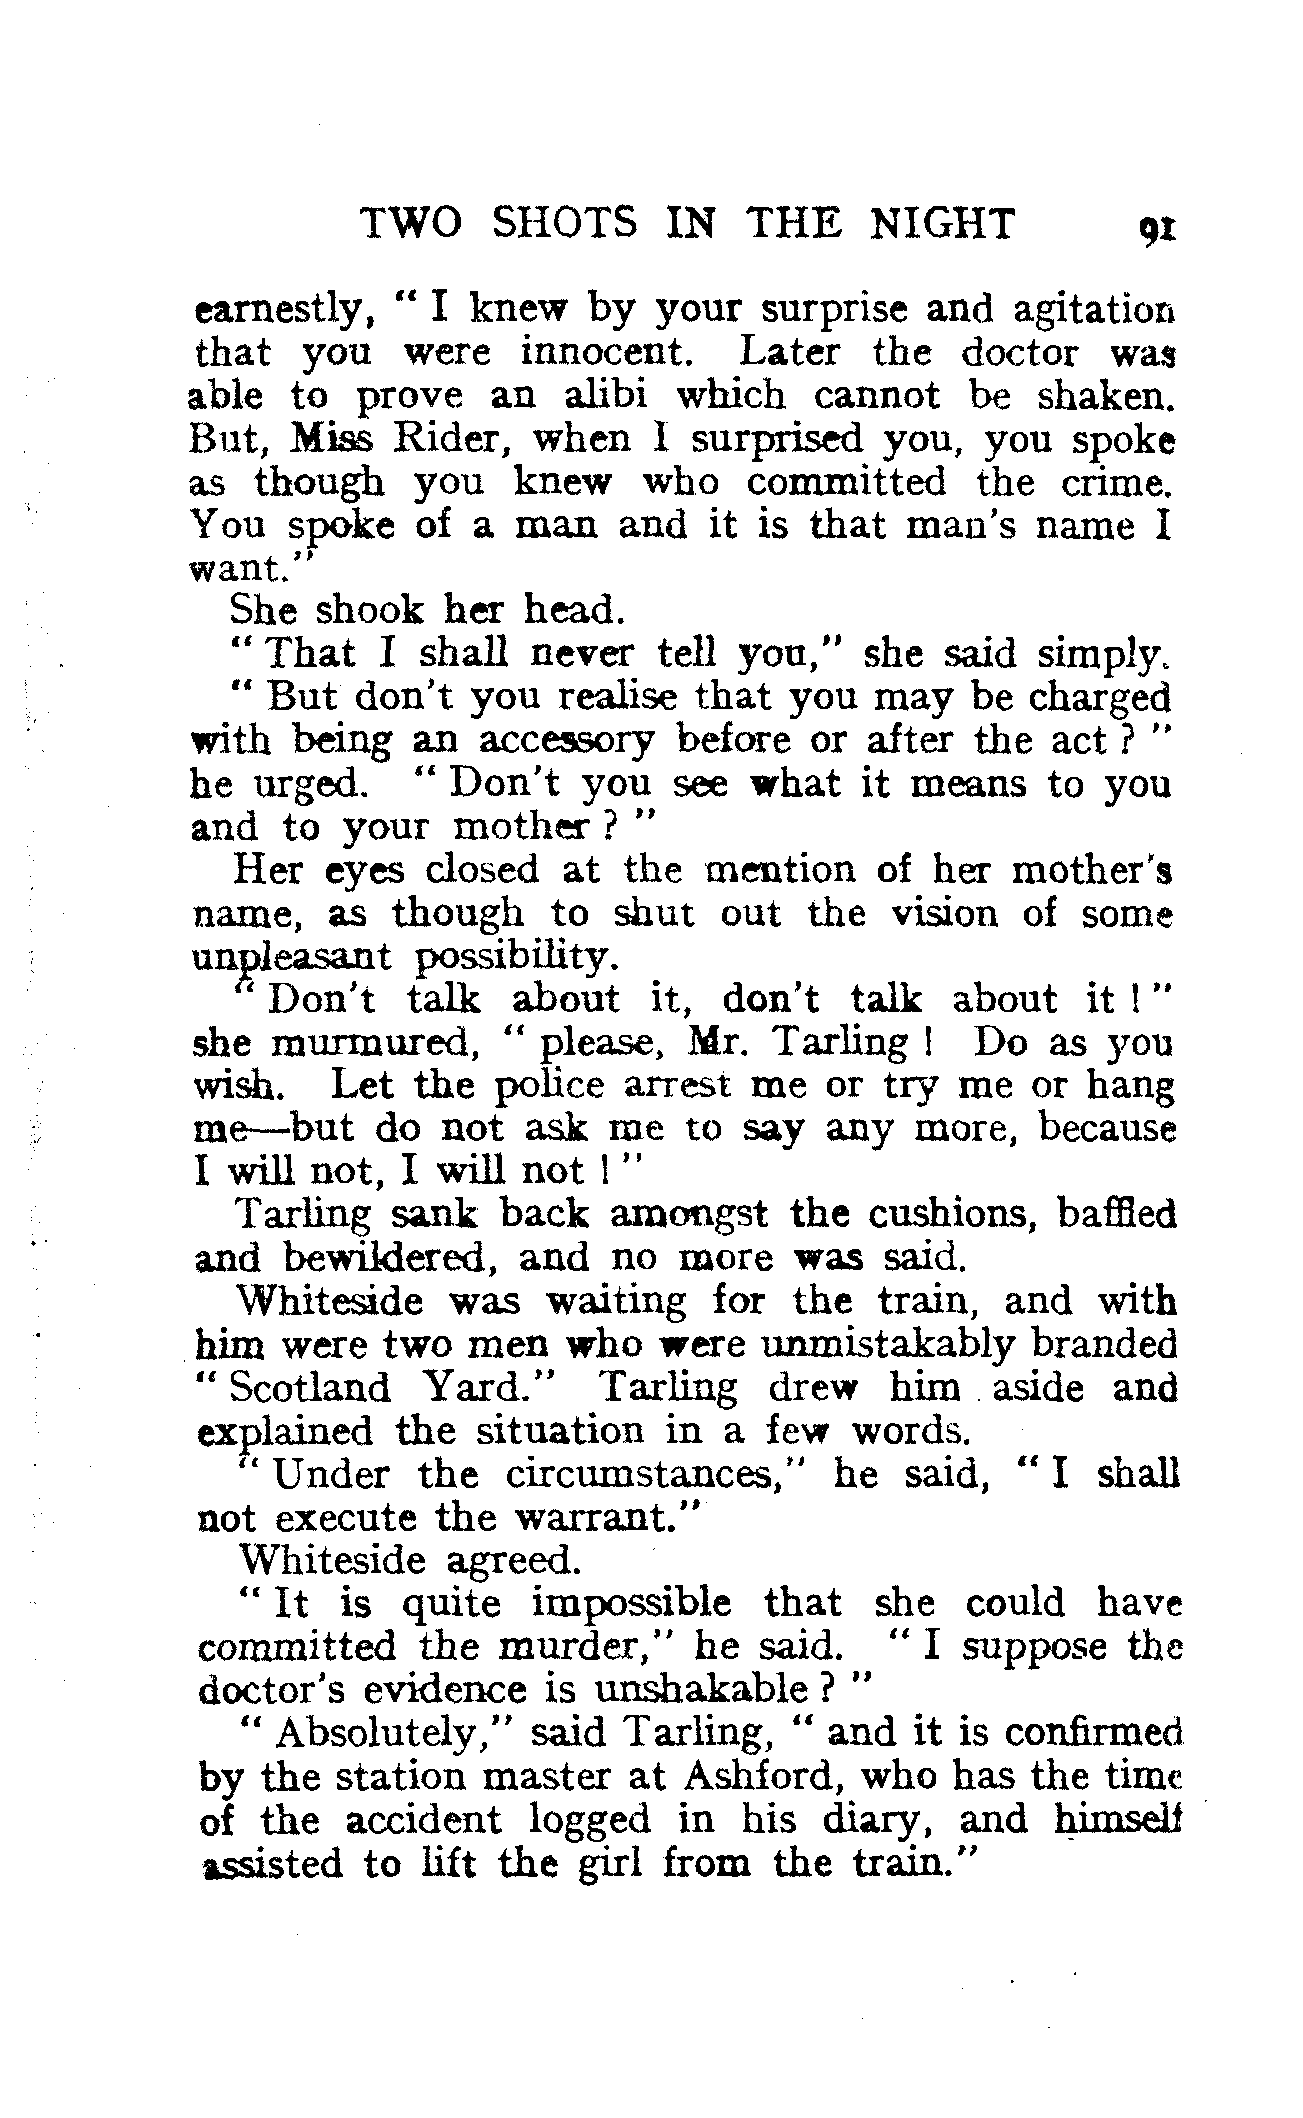 TWO SHOTS IN THE NIGHT 91
earnestly, " I knew by your surprise and agitation
that you were innocent. Later the doctor was
able to prove an alibi which cannot be shaken.
But, Miss Rider, when I surprised you, you spoke
as though you knew who committed the crime.
You spoke of a man and it is that man's name I
want."
She shook her head.
" That I shall never tell you," she said simply.
" But don't you realise that you may be charged
with being an accessory before or after the act ? "
he urged. " Don't you see what it means to you
and to your mother ? "
Her eyes closed at the mention of her mother's
name, as though to shut out the vision of some
unpleasant possibility.
" Don't talk about it, don't talk about it ! "
she murmured, " please, Mr. Tarling ! Do as you
wish. Let the police arrest me or try me or hang
me—but do not ask me to say any more, because
I will not, I will not ! "
Tarling sank back amongst the cushions, baffled
and bewildered, and no more was said.
Whiteside was waiting for the train, and with
him were two men who were unmistakably branded
" Scotland Yard." Tarling drew him aside and
explained the situation in a few words.
" Under the circumstances," he said, " I shall
not execute the warrant."
Whiteside agreed.
" It is quite impossible that she could have
committed the murder," he said. " I suppose the
doctor's evidence is unshakable ? "
" Absolutely," said Tarling, " and it is confirmed
by the station master at Ashford, who has the time
of the accident logged in his diary, and himself
assisted to lift the girl from the train."